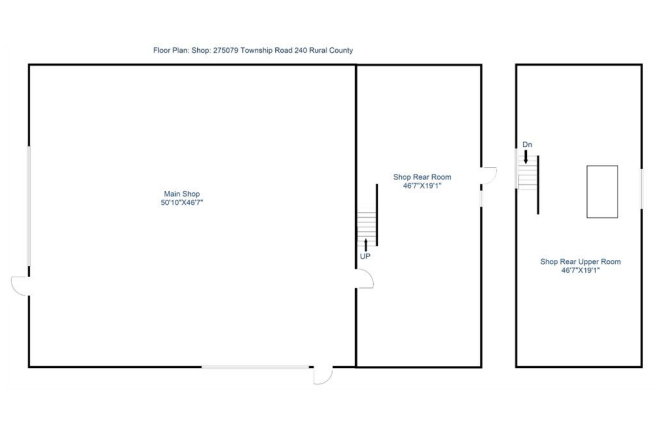 Floor Plan: Shop: 275079 Township Road 240 Rural County
Dn
Shop Rear Room
46'7"X19'1"
Main Shop
50'10"X46'7"
UP
Shop Rear Upper Room
46'7"X19'1"